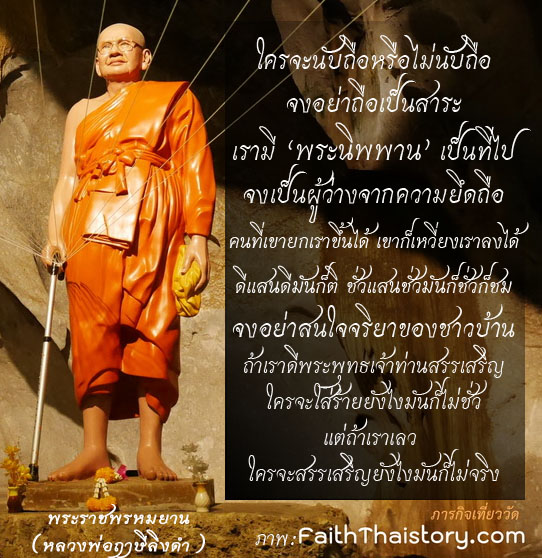 ใครจะนับถือหรือไม่นับถือ
จงอย่าถือเป็นสาระ
เรามี ‘พระนิพพาน’ เป็นที่ไป
จงเป็นผู้ว่างจากความยึดถือ
คนที่เขายกเราขึ้นได้ เขาก็เหวี่ยงเราลงได้
ดีแสนดีมันก็ติ ชั่วแสนชั่วมันก็ชั่วก็ชม
จงอย่าสนใจจริยาของชาวบ้าน
ถ้าเราดีพระพุทธเจ้าท่านสรรเสริญ
ใครจะใส่ร้ายยังไงมันก็ไม่ชั่ว
แต่ถ้าเราเลว
ใครจะสรรเสริญยังไงมันก็ไม่จริง
พระราชพรหมยาน
(หลวงพ่อฤาษีลิงดำ )
ภารกิจเที่ยววัด
ภาพ:FaithThaistory.com